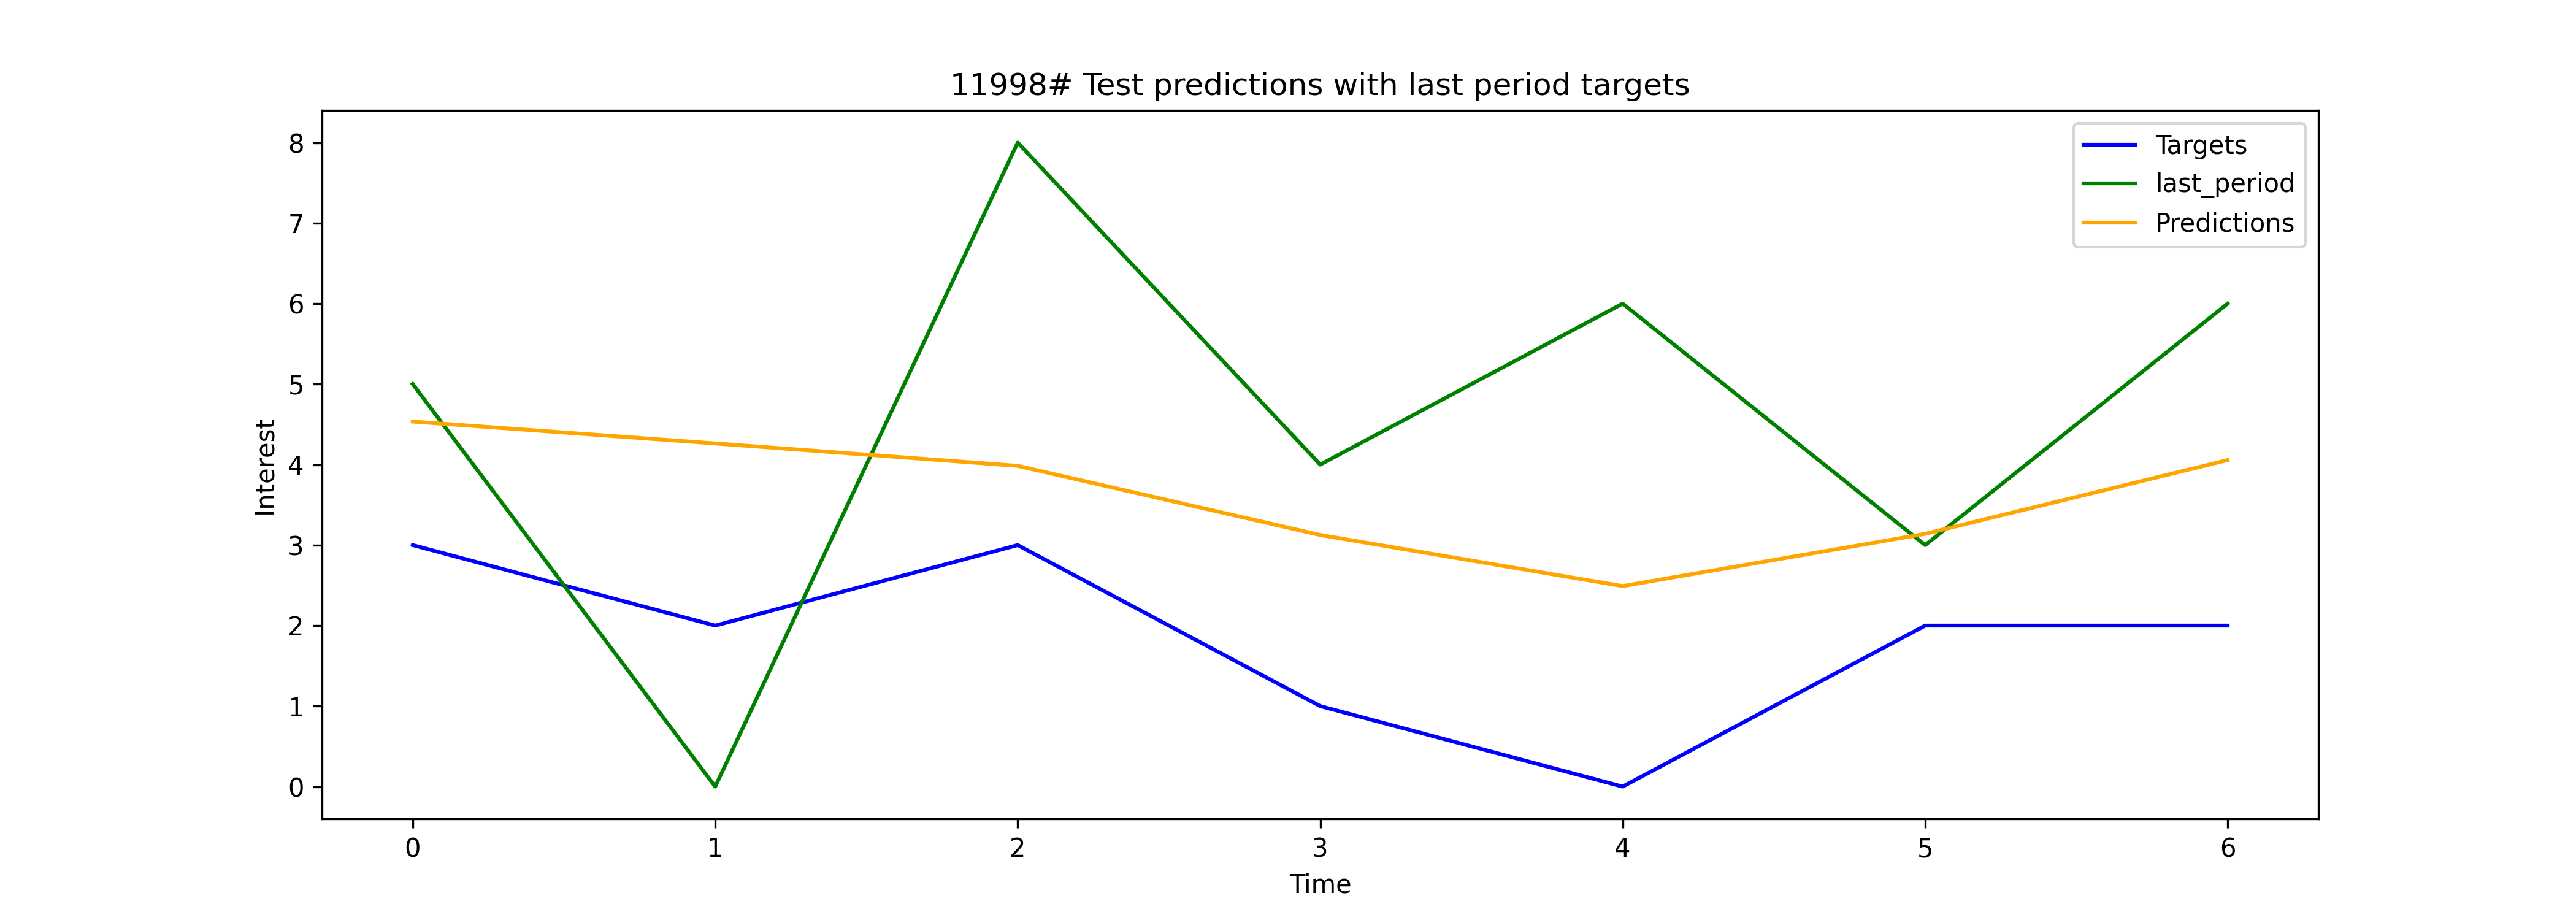 11998# Test predictions with last period targets
Targets
last_period
Predictions
Interest
8
7
6
5
4
3
2
1
0
0 1 2 3 4 5 6
Time